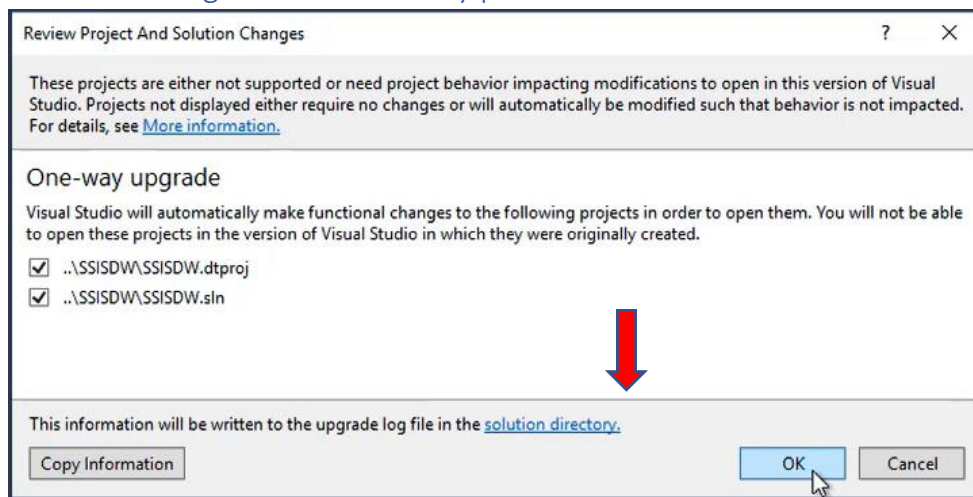 Review Project And Solution Changes
? X
These projects are either not supported or need project behavior impacting modifications to open in this version of Visual
Studio. Projects not displayed either require no changes or will automatically be modified such that behavior is not impacted.
For details, see More information.
One-way upgrade
Visual Studio will automatically make functional changes to the following projects in order to open them. You will not be able
to open these projects in the version of Visual Studio in which they were originally created.
..\SSISDW\SSISDW.dtproj
..\SSISDW\SSISDW.sln
This information will be written to the upgrade log file in the solution directory.
Copy Information
OK
Cancel